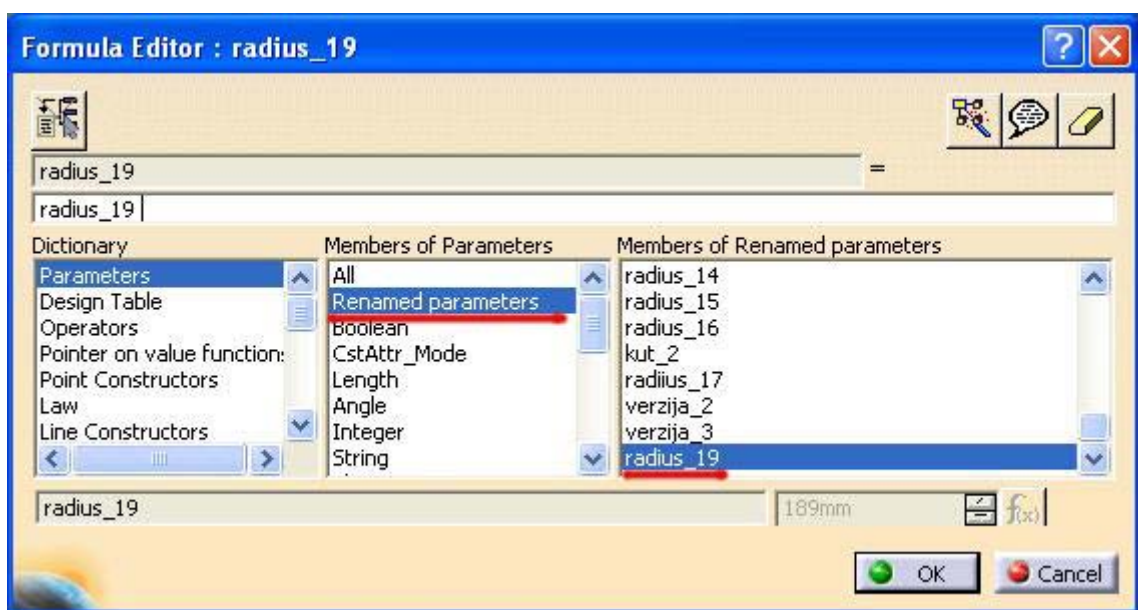 Formula Editor : radius_19
radius_19 =
radius_19
Dictionary Members of Parameters Members of Renamed parameters
Parameters All radius_14
Design Table Renamed parameters radius_15
Operators Boolean radius_16
Pointer on value function: CstAttr_Mode kut_2
Point Constructors Length radiius_17
Law Angle verzija_2
Line Constructors Integer verzija_3
String radius_19
radius_19 189mm f(x)
OK Cancel